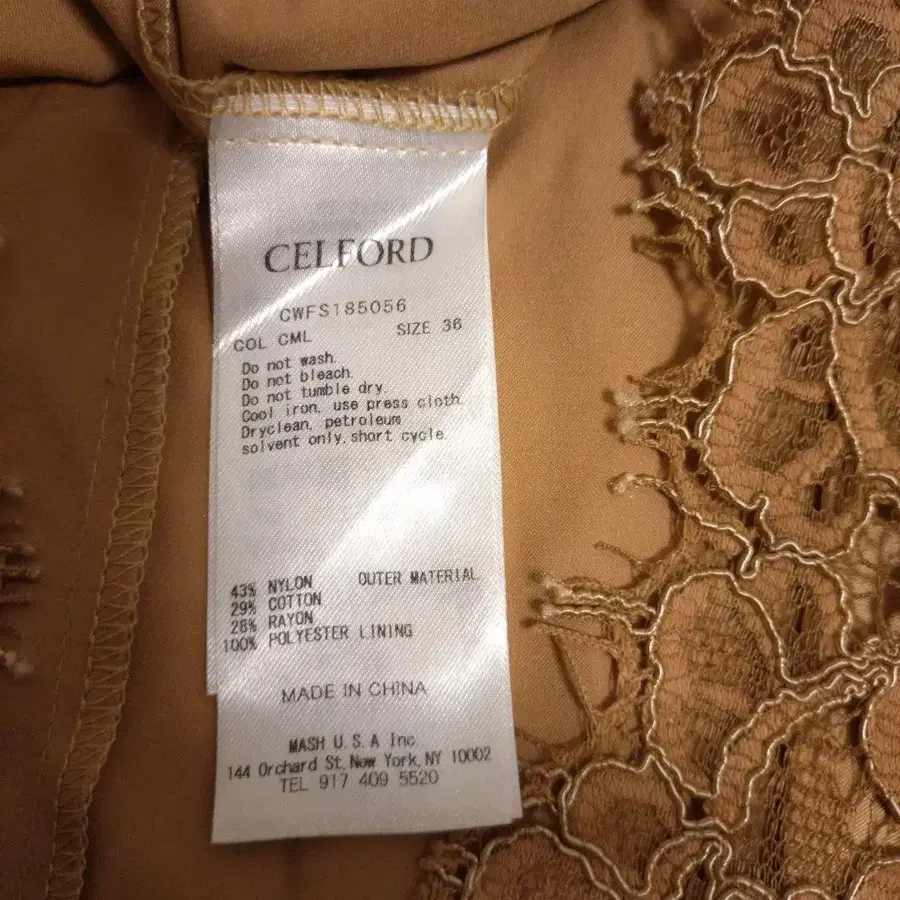 CELFORD
CWFS185056
COL CML SIZE 36
Do not wash.
Do not bleach.
Do not tumble dry.
Cool iron, use press cloth.
Dryclean, petroleum
solvent only, short cycle.
43% NYLON OUTER MATERIAL
29% COTTON
28% RAYON
100% POLYESTER LINING
MADE IN CHINA
MASH U.S.A Inc
144 Orchard St, New York, NY 10002
TEL 917 409 5520